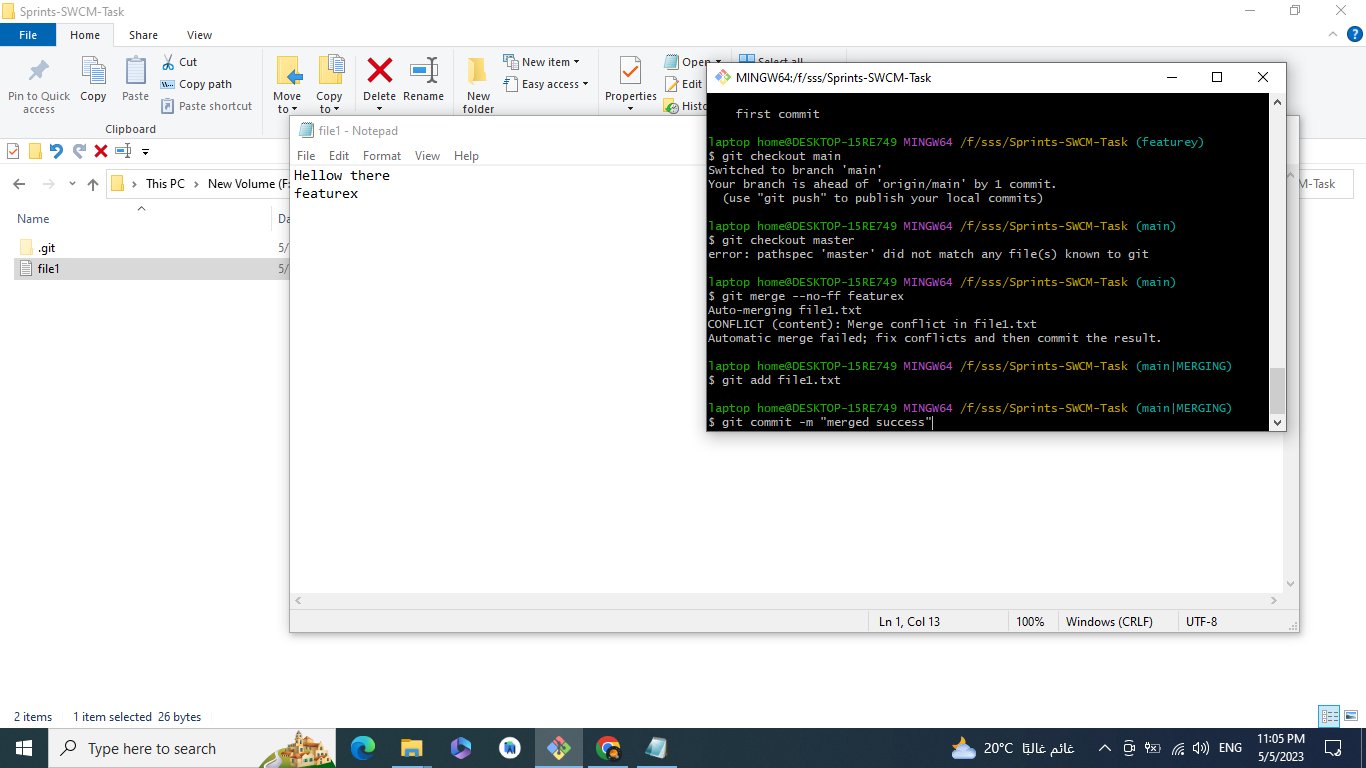 Sprints-SWCM-Task
File Home Share View
Pin to Quick access
Copy
Paste
Cut
Copy path
Paste shortcut
Clipboard
Move to
Copy to
Delete
Rename
New folder
New item
Easy access
Properties
Open
Edit
Histo
Select all
This PC > New Volume (F:
M-Task
Name
Da
.git 5/
file1 5/
file1 - Notepad
File Edit Format View Help
Hellow there
featurex
Ln 1, Col 13 100% Windows (CRLF) UTF-8
MINGW64:/f/sss/Sprints-SWCM-Task
first commit
laptop home@DESKTOP-15RE749 MINGW64 /f/sss/Sprints-SWCM-Task (featurey)
$ git checkout main
Switched to branch 'main'
Your branch is ahead of 'origin/main' by 1 commit.
(use "git push" to publish your local commits)
laptop home@DESKTOP-15RE749 MINGW64 /f/sss/Sprints-SWCM-Task (main)
$ git checkout master
error: pathspec 'master' did not match any file(s) known to git
laptop home@DESKTOP-15RE749 MINGW64 /f/sss/Sprints-SWCM-Task (main)
$ git merge --no-ff featurex
Auto-merging file1.txt
CONFLICT (content): Merge conflict in file1.txt
Automatic merge failed; fix conflicts and then commit the result.
laptop home@DESKTOP-15RE749 MINGW64 /f/sss/Sprints-SWCM-Task (main|MERGING)
$ git add file1.txt
laptop home@DESKTOP-15RE749 MINGW64 /f/sss/Sprints-SWCM-Task (main|MERGING)
$ git commit -m "merged success"
2 items 1 item selected 26 bytes
Type here to search
20°C غائم غالبًا
ENG
11:05 PM
5/5/2023